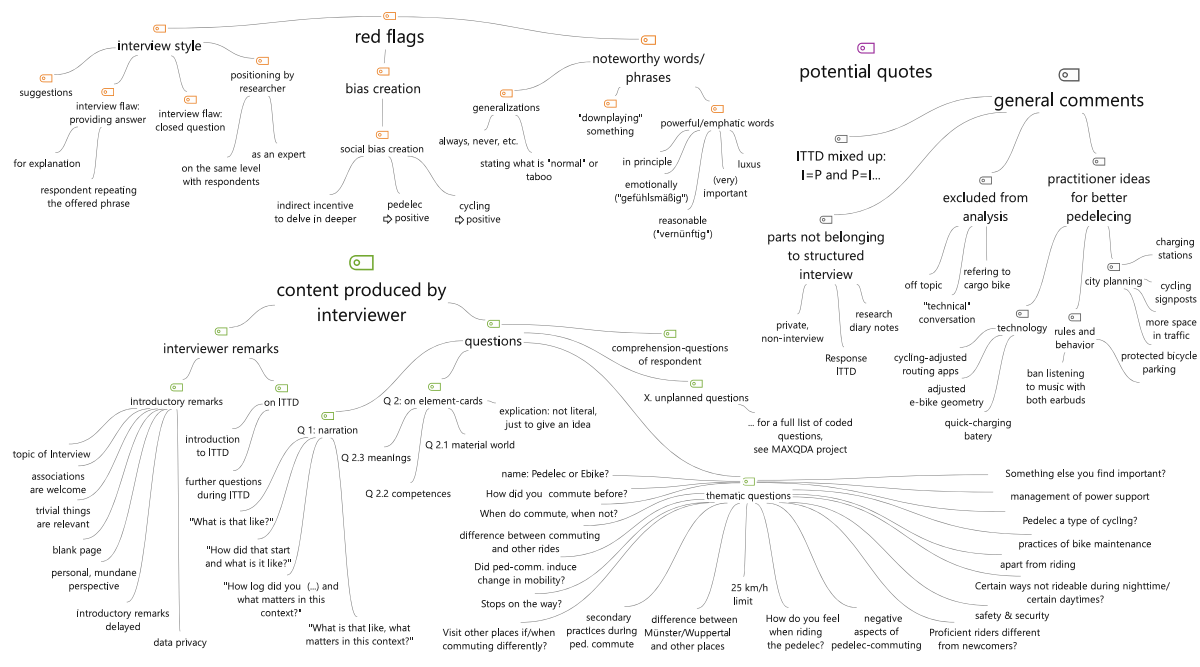 red flags
interview style
suggestions
interview flaw:
providing answer
for explanation
respondent repeating
the offered phrase
interview flaw:
closed question
positioning by
researcher
on the same level
with respondents
as an expert
bias creation
social bias creation
indirect incentive
to delve in deeper
pedelec
⇨ positive
cycling
⇨ positive
noteworthy words/
phrases
generalizations
always, never, etc.
stating what is "normal" or
taboo
"downplaying"
something
powerful/emphatic words
in principle
emotionally
("gefühlsmäßig")
reasonable
("vernünftig")
(very)
important
luxus
potential quotes
general comments
ITTD mixed up:
I=P and P=I...
parts not belonging
to structured
interview
private,
non-interview
Response
ITTD
research
diary notes
excluded from
analysis
off topic
"technical"
conversation
refering to
cargo bike
practitioner ideas
for better
pedelecing
technology
cycling-adjusted
routing apps
adjusted
e-bike geometry
quick-charging
batery
rules and
behavior
ban listening
to music with
both earbuds
city planning
charging
stations
cycling
signposts
more space
in traffic
protected bicycle
parking
content produced by
interviewer
interviewer remarks
Introductory remarks
topic of Interview
associations
are welcome
trivial things
are relevant
blank page
personal, mundane
perspective
introductory remarks
delayed
data privacy
on ITTD
introduction
to ITTD
further questions
during ITTD
questions
Q 1: narration
"What is that like?"
"How did that start
and what is it like?"
"How log did you (...) and
what matters in this
context?"
"What is that like, what
matters in this context?"
Q 2: on element-cards
Q 2.3 meanings
Q 2.2 competences
Q 2.1 material world
explication: not literal,
just to give an idea
comprehension-questions
of respondent
X. unplanned questions
... for a full list of coded
questions,
see MAXQDA project
thematic questions
name: Pedelec or Ebike?
How did you commute before?
When do commute, when not?
difference between commuting
and other rides
Did ped-comm. induce
change in mobility?
Stops on the way?
Visit other places if/when
commuting differently?
secondary
practices during
ped. commute
difference between
Münster/Wuppertal
and other places
25 km/h
limit
How do you feel
when riding
the pedelec?
negative
aspects of
pedelec-commuting
Proficient riders different
from newcomers?
safety & security
Certain ways not rideable during nighttime/
certain daytimes?
apart from riding
practices of bike maintenance
Pedelec a type of cycling?
management of power support
Something else you find important?